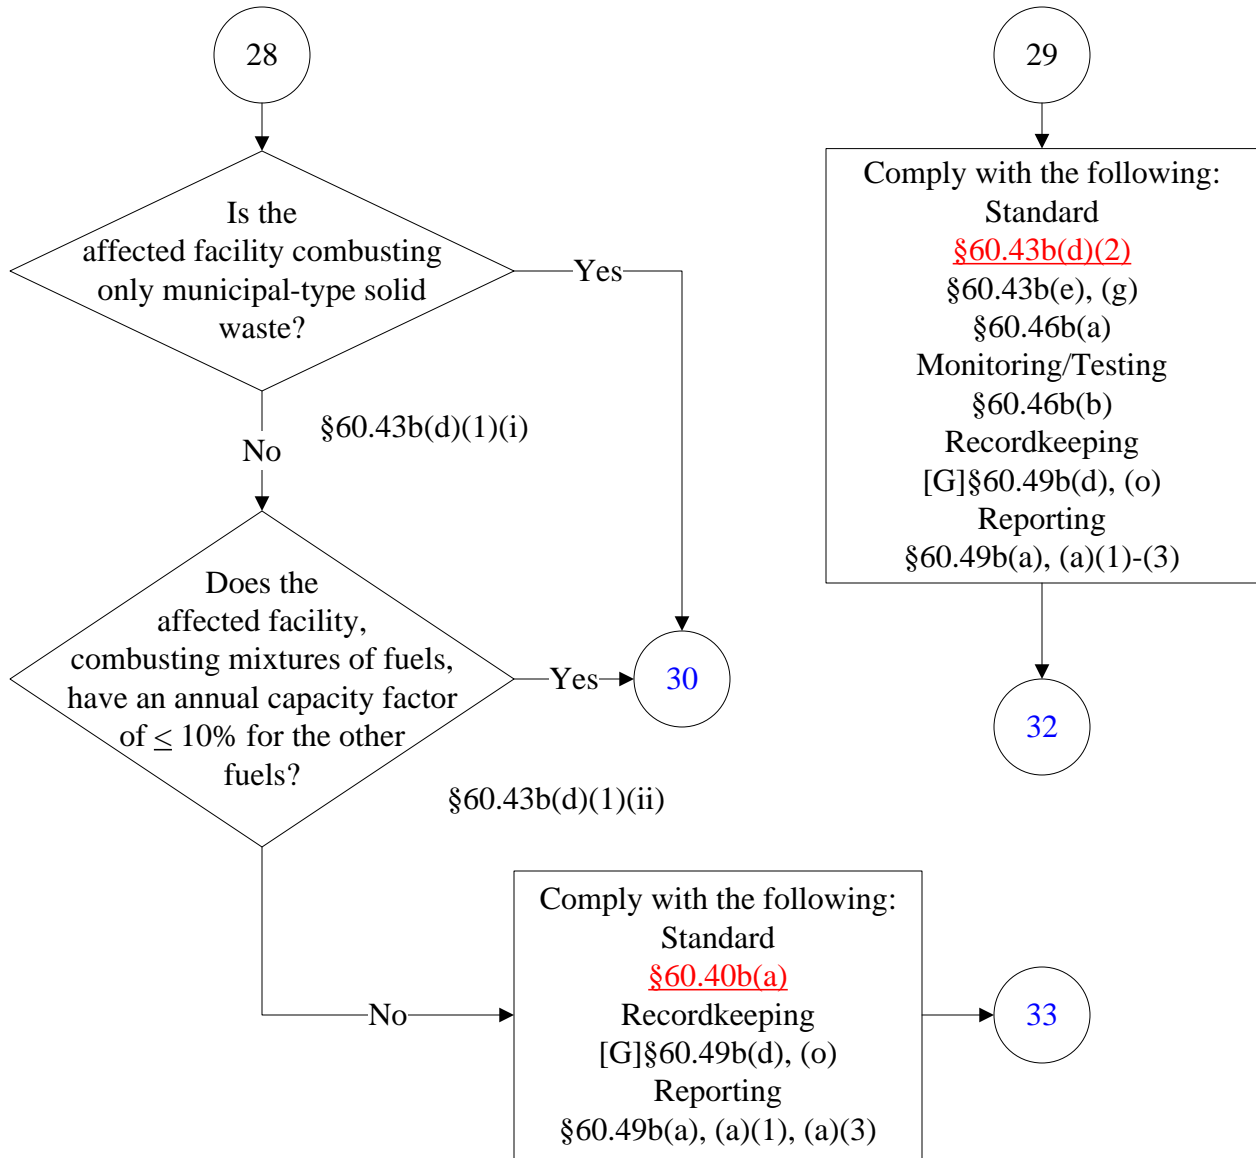 28
Is the
affected facility combusting
only municipal-type solid
waste?
Yes
§60.43b(d)(1)(i)
No
Does the
affected facility,
combusting mixtures of fuels,
have an annual capacity factor
of ≤ 10% for the other
fuels?
Yes
30
§60.43b(d)(1)(ii)
No
Comply with the following:
Standard
§60.40b(a)
Recordkeeping
[G]§60.49b(d), (o)
Reporting
§60.49b(a), (a)(1), (a)(3)
33
29
Comply with the following:
Standard
§60.43b(d)(2)
§60.43b(e), (g)
§60.46b(a)
Monitoring/Testing
§60.46b(b)
Recordkeeping
[G]§60.49b(d), (o)
Reporting
§60.49b(a), (a)(1)-(3)
32